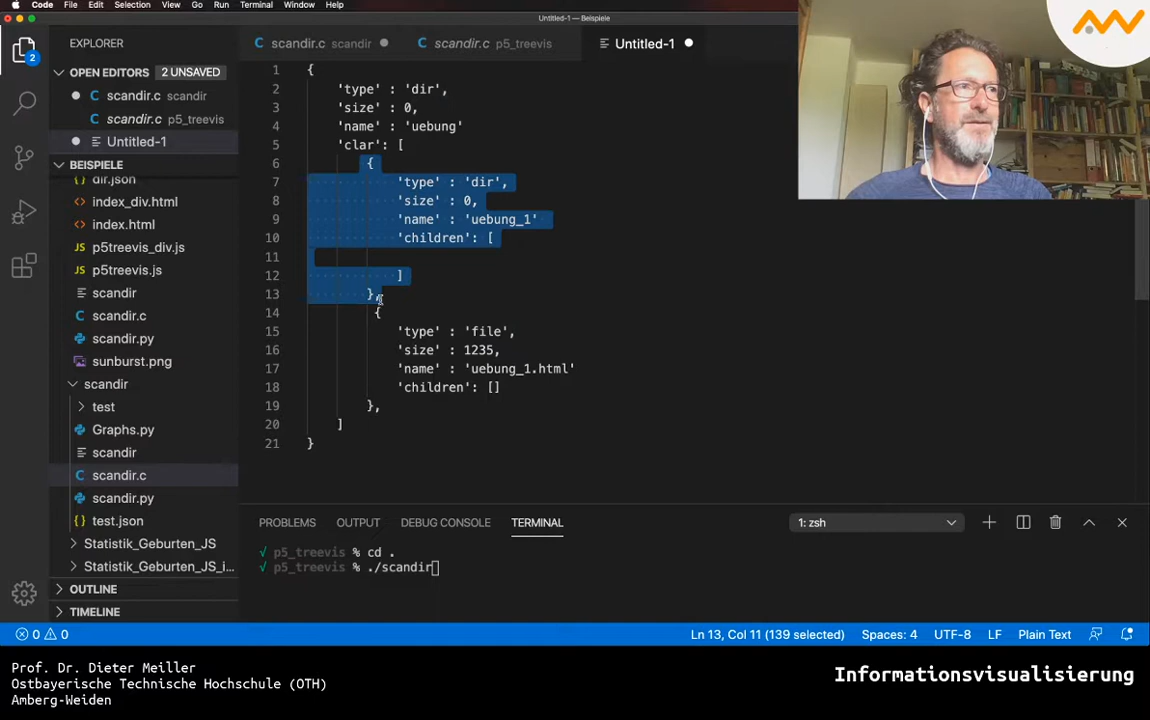 Code File Edit Selection View Go Run Terminal Window Help
Untitled-1 — Beispiele
EXPLORER
scandir.c scandir
scandir.c p5_treevis
Untitled-1
2
OPEN EDITORS 2 UNSAVED
scandir.c scandir
scandir.c p5_treevis
Untitled-1
BEISPIELE
dir.json
index_div.html
index.html
p5treevis_div.js
p5treevis.js
scandir
scandir.c
scandir.py
sunburst.png
scandir
test
Graphs.py
scandir
scandir.c
scandir.py
test.json
Statistik_Geburten_JS
Statistik_Geburten_JS_i...
OUTLINE
TIMELINE
1 {
2 'type' : 'dir',
3 'size' : 0,
4 'name' : 'uebung'
5 'clar': [
6 {
7 'type' : 'dir',
8 'size' : 0,
9 'name' : 'uebung_1'
10 'children': [
11
12 ]
13 },
14 {
15 'type' : 'file',
16 'size' : 1235,
17 'name' : 'uebung_1.html'
18 'children': []
19 },
20 ]
21 }
PROBLEMS OUTPUT DEBUG CONSOLE TERMINAL 1: zsh
√ p5_treevis % cd .
√ p5_treevis % ./scandir
0 0 Ln 13, Col 11 (139 selected) Spaces: 4 UTF-8 LF Plain Text
Prof. Dr. Dieter Meiller
Ostbayerische Technische Hochschule (OTH)
Amberg-Weiden
Informationsvisualisierung